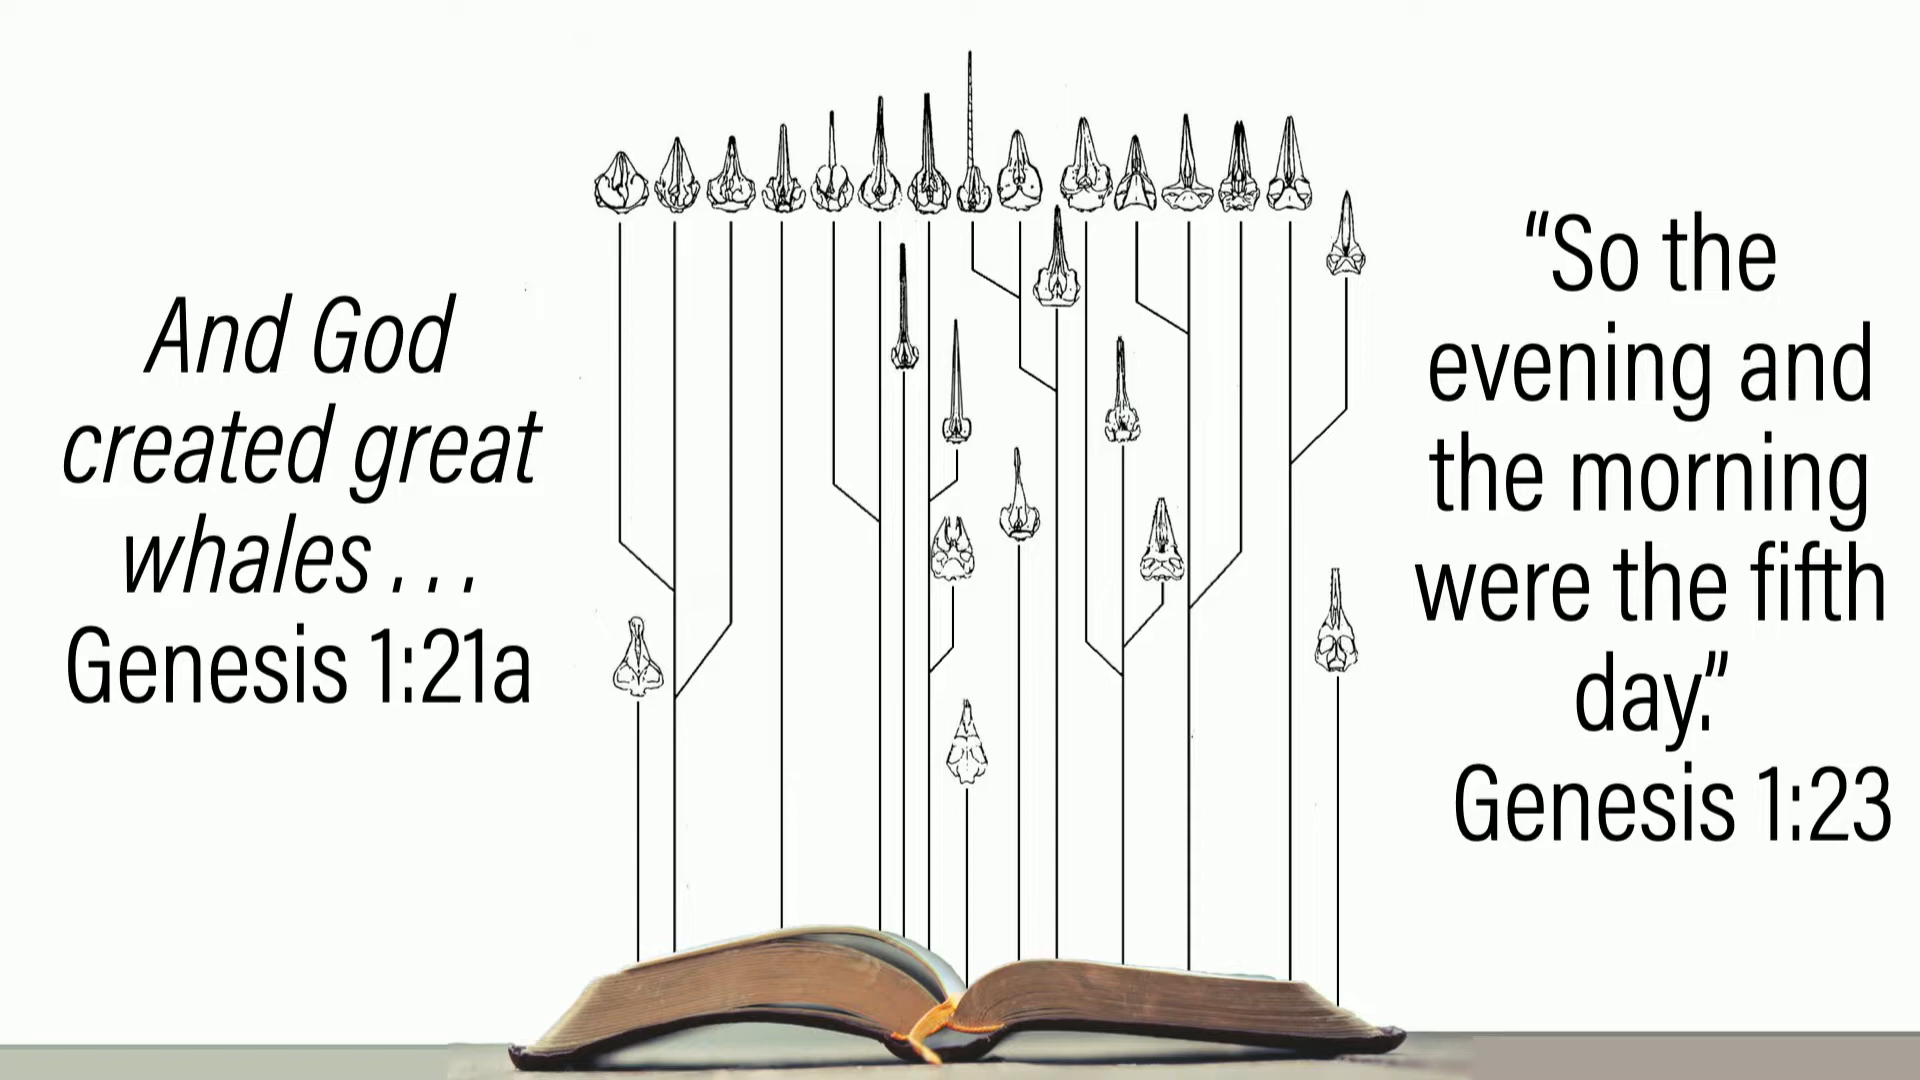 And God
created great
whales . . .
Genesis 1:21a
“So the
evening and
the morning
were the fifth
day.”
Genesis 1:23